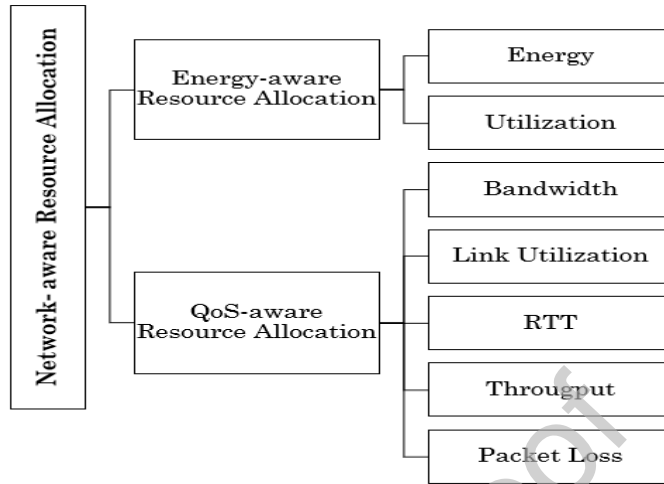 Network- aware Resource Allocation
Energy-aware
Resource Allocation
Energy
Utilization
QoS-aware
Resource Allocation
Bandwidth
Link Utilization
RTT
Througput
Packet Loss